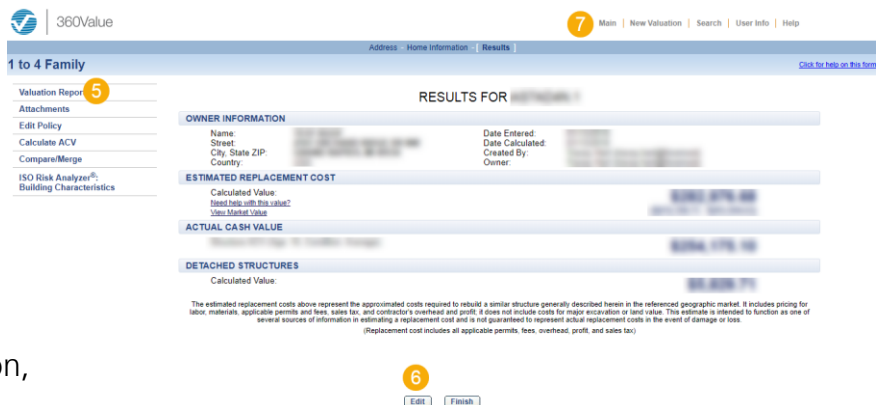 360Value
7 Main | New Valuation | Search | User Info | Help
Address Home Information Results
1 to 4 Family
Click for help on this form
Valuation Repor 5
Attachments
Edit Policy
Calculate ACV
Compare/Merge
ISO Risk Analyzer®:
Building Characteristics
RESULTS FOR
OWNER INFORMATION
Name:
Street:
City, State ZIP:
Country:
Date Entered:
Date Calculated:
Created By:
Owner:
ESTIMATED REPLACEMENT COST
Calculated Value:
Need help with this value?
View Market Value
ACTUAL CASH VALUE
DETACHED STRUCTURES
Calculated Value:
The estimated replacement costs above represent the approximated costs required to rebuild a similar structure generally described herein in the referenced geographic market. It includes pricing for
labor, materials, applicable permits and fees, sales tax, and contractor's overhead and profit; it does not include costs for major excavation or land value. This estimate is intended to function as one of
several sources of information in estimating a replacement cost and is not guaranteed to represent actual replacement costs in the event of damage or loss.
(Replacement cost includes all applicable permits, fees, overhead, profit, and sales tax)
on,
6
Edit Finish